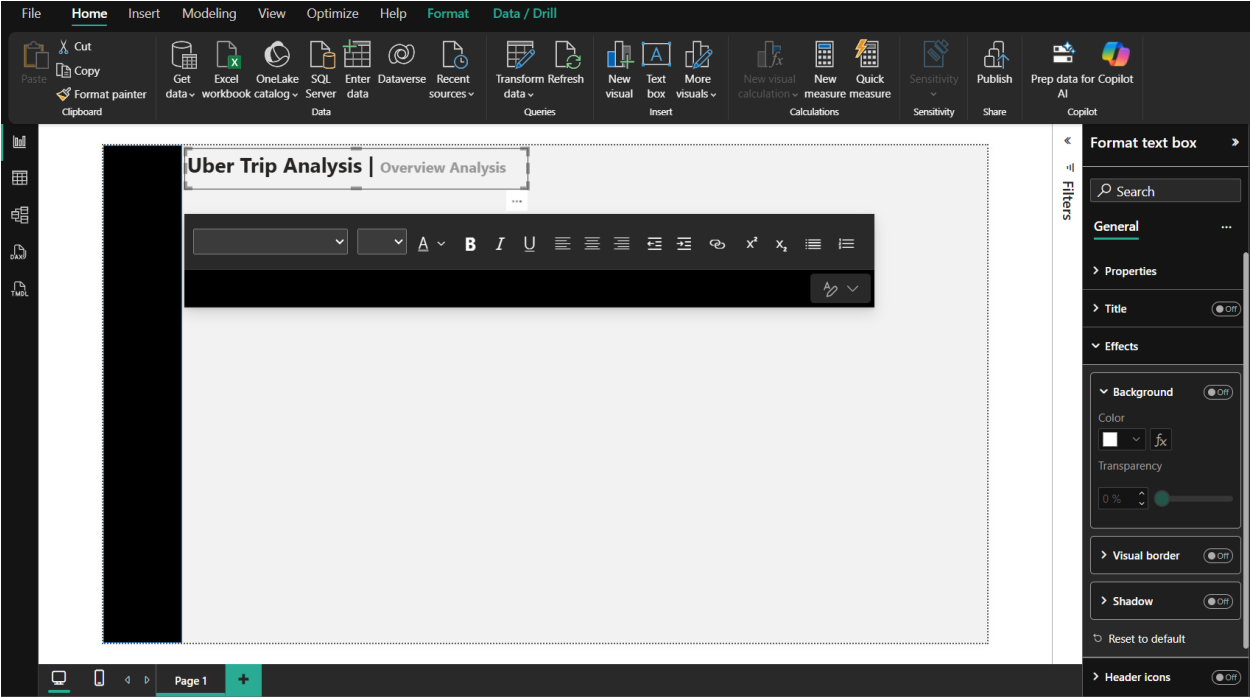 File Home Insert Modeling View Optimize Help Format Data / Drill
Paste
Cut
Copy
Format painter
Clipboard
Get data
Excel workbook
OneLake catalog
SQL Server
Enter data
Dataverse
Recent sources
Data
Transform data
Refresh
Queries
New visual
Text box
More visuals
Insert
New visual calculation
New measure
Quick measure
Calculations
Sensitivity
Sensitivity
Publish
Share
Prep data for AI
Copilot
Copilot
DAX
TMDL
Uber Trip Analysis | Overview Analysis
Filters
Format text box
Search
General
Properties
Title Off
Effects
Background Off
Color
fx
Transparency
0 %
Visual border Off
Shadow Off
Reset to default
Header icons Off
Page 1